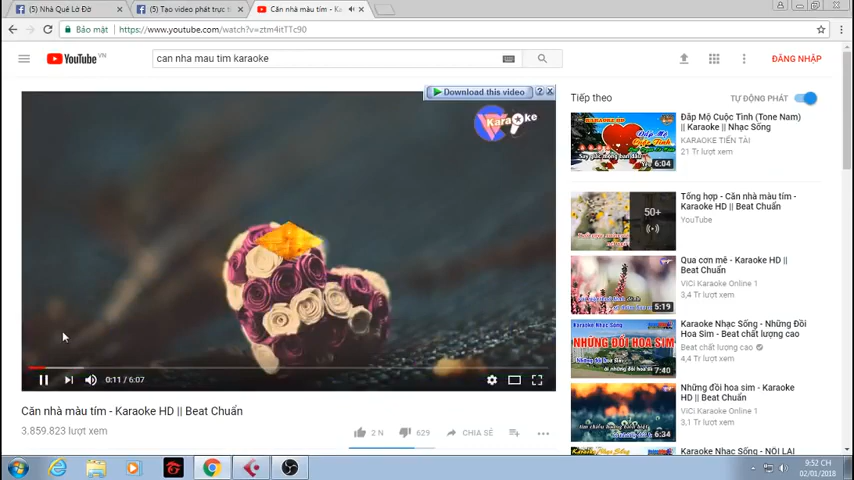 (5) Nhà Quê Lờ Đờ
(5) Tạo video phát trực ti
Căn nhà màu tím - Ka
Bảo mật
https://www.youtube.com/watch?v=ztm4itTTc90
YouTube VN
can nha mau tim karaoke
ĐĂNG NHẬP
Download this video
Karaoke
0:11 / 6:07
Căn nhà màu tím - Karaoke HD || Beat Chuẩn
3.859.823 lượt xem
2 N
629
CHIA SẺ
Tiếp theo
TỰ ĐỘNG PHÁT
6:04
Đắp Mộ Cuộc Tình (Tone Nam)
|| Karaoke || Nhạc Sống
KARAOKE TIẾN TÀI
21 Tr lượt xem
50+
Tổng hợp - Căn nhà màu tím -
Karaoke HD || Beat Chuẩn
YouTube
5:19
Qua cơn mê - Karaoke HD ||
Beat Chuẩn
ViCi Karaoke Online 1
3,4 Tr lượt xem
NHỮNG ĐỒI HOA SIM
7:40
Karaoke Nhạc Sống - Những Đồi
Hoa Sim - Beat chất lượng cao
Beat chất lượng cao
4,4 Tr lượt xem
6:34
Những đồi hoa sim - Karaoke
HD || Beat Chuẩn
ViCi Karaoke Online 1
3,1 Tr lượt xem
Karaoke Nhạc Sống - NỐI LẠI
9:52 CH
02/01/2018